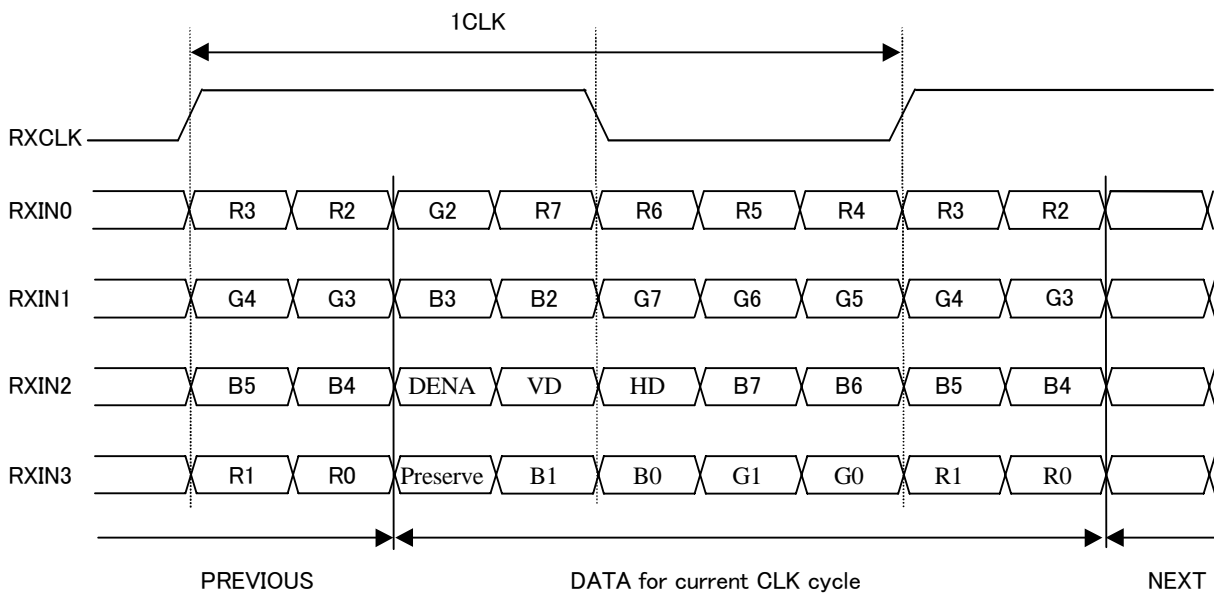 1CLK
RXCLK
RXIN0 R3 R2 G2 R7 R6 R5 R4 R3 R2
RXIN1 G4 G3 B3 B2 G7 G6 G5 G4 G3
RXIN2 B5 B4 DENA VD HD B7 B6 B5 B4
RXIN3 R1 R0 Preserve B1 B0 G1 G0 R1 R0
PREVIOUS DATA for current CLK cycle NEXT